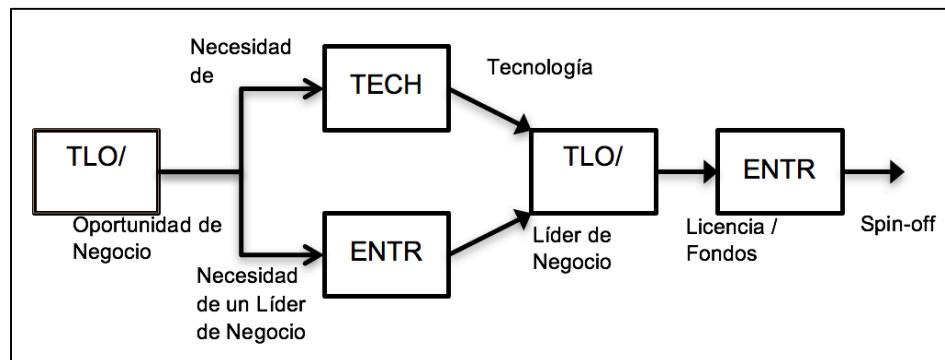 Necesidad
de
TECH
Tecnología
TLO/
Oportunidad de
Negocio
Necesidad
de un Líder
de Negocio
ENTR
TLO/
Líder de
Negocio
ENTR
Licencia /
Fondos
Spin-off